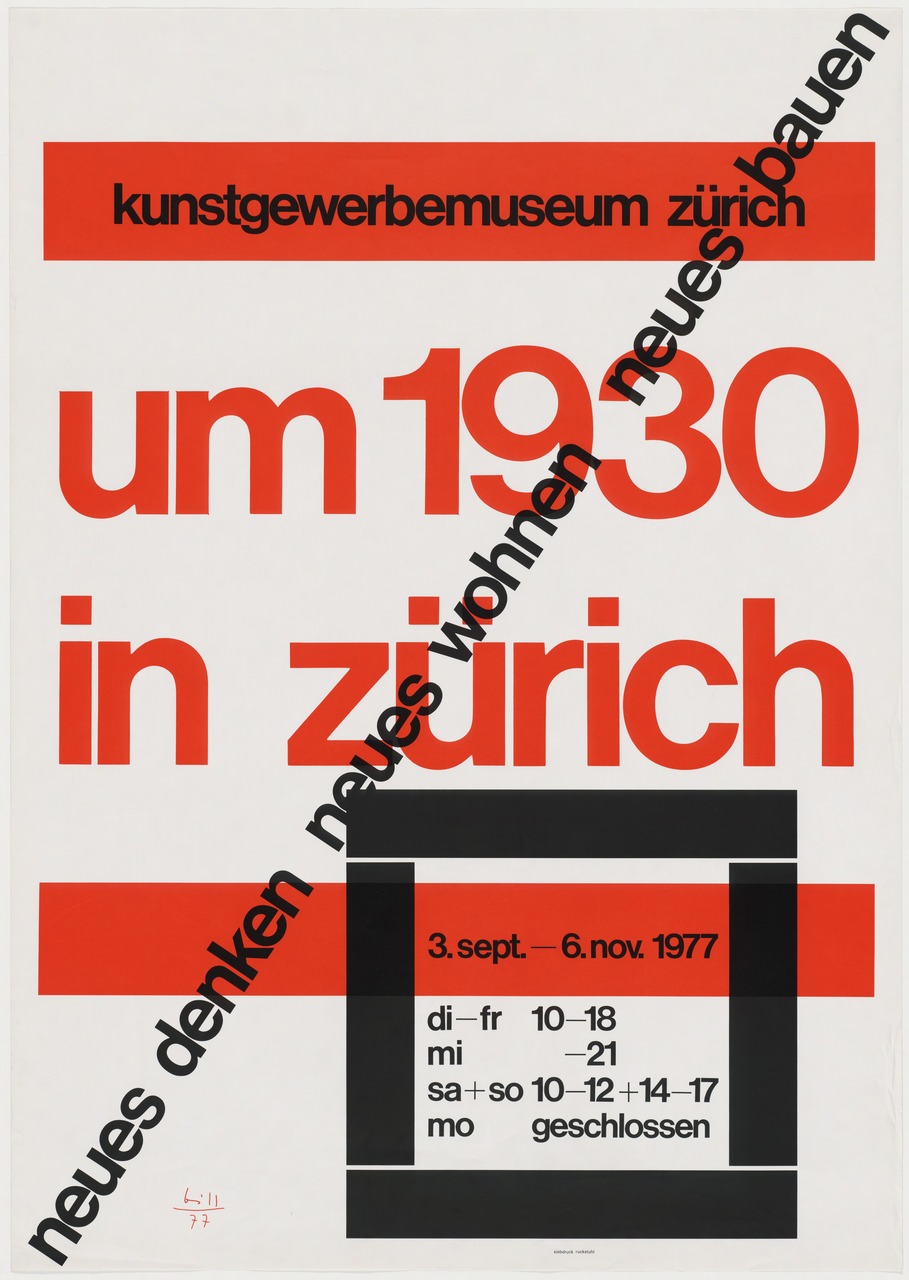 kunstgewerbemuseum zürich
um 1930
in zürich
neues denken neues wohnen neues bauen
3. sept. — 6. nov. 1977
di—fr 10—18
mi —21
sa+so 10—12+14—17
mo geschlossen
bill
77